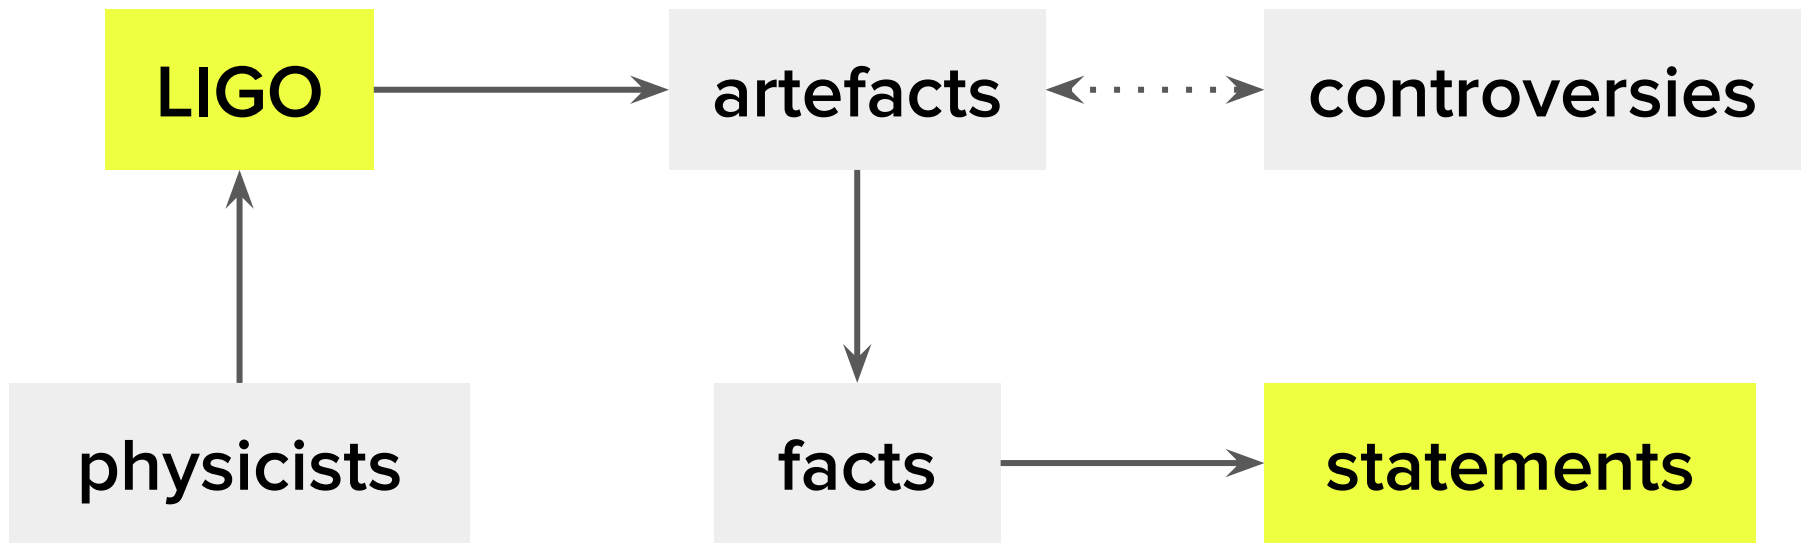 LIGO
artefacts
controversies
physicists
facts
statements